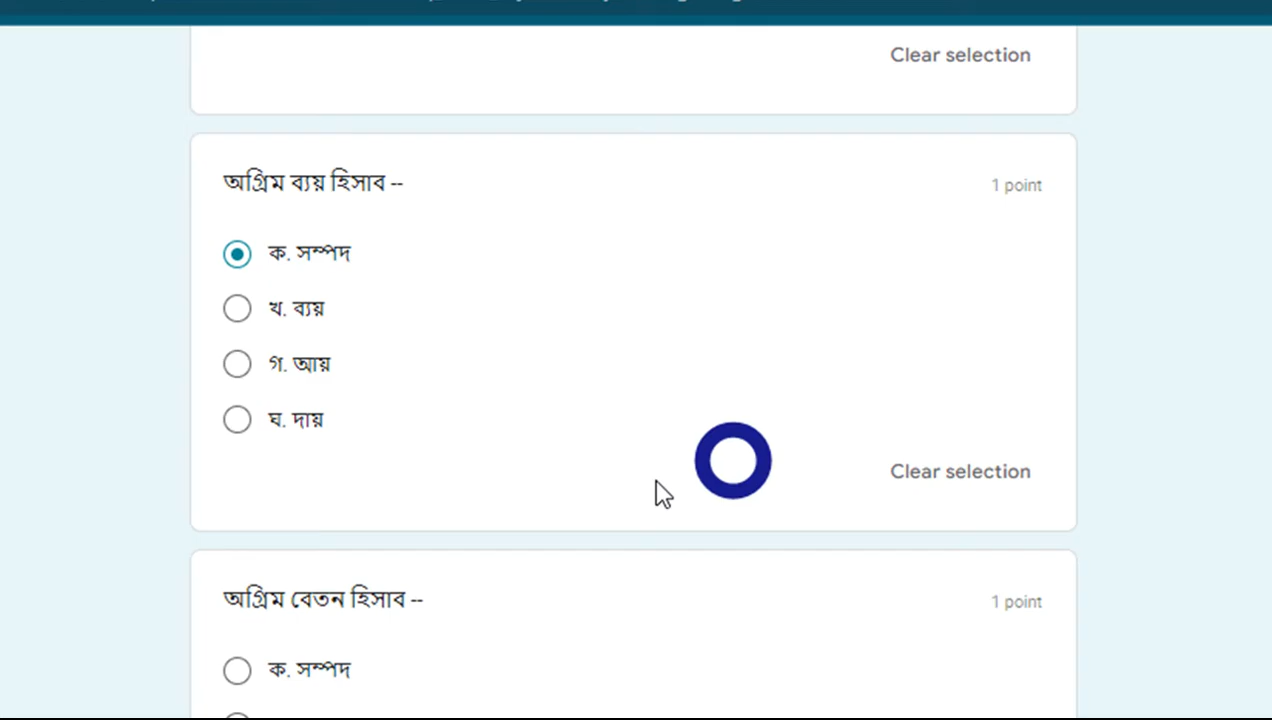 Clear selection
অগ্রিম ব্যয় হিসাব --
1 point
ক. সম্পদ
খ. ব্যয়
গ. আয়
ঘ. দায়
Clear selection
অগ্রিম বেতন হিসাব --
1 point
ক. সম্পদ